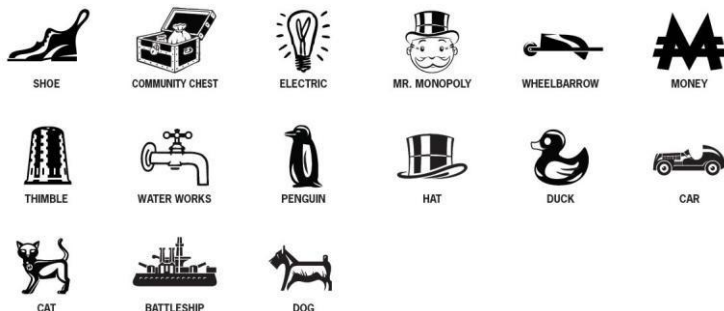 SHOE
COMMUNITY CHEST
ELECTRIC
MR. MONOPOLY
WHEELBARROW
MONEY
THIMBLE
WATER WORKS
PENGUIN
HAT
DUCK
CAR
CAT
BATTLESHIP
DOG